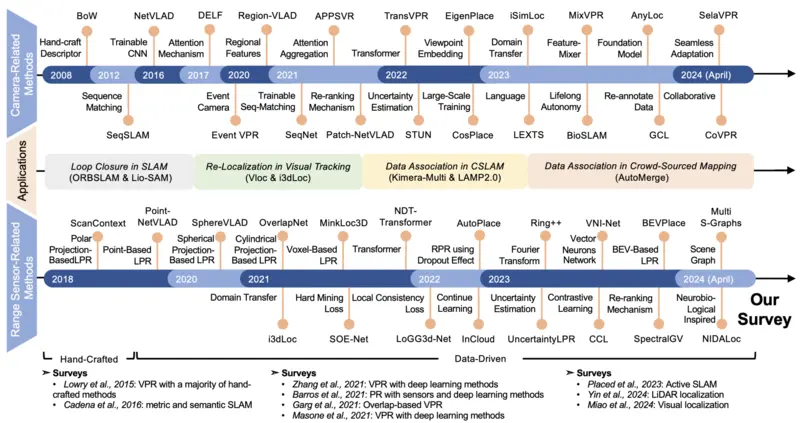 BoW
NetVLAD
DELF
Region-VLAD
APPSVR
TransVPR
EigenPlace
iSimLoc
MixVPR
AnyLoc
SelaVPR
Camera-Related
Methods
Hand-craft
Descriptor
Trainable
CNN
Attention
Mechanism
Regional
Features
Attention
Aggregation
Transformer
Viewpoint
Embedding
Domain
Transfer
Feature-
Mixer
Foundation
Model
Seamless
Adaptation
2008
2012
2016
2017
2020
2021
2022
2023
2024 (April)
Sequence
Matching
Event
Camera
Trainable
Seq-Matching
Re-ranking
Mechanism
Uncertainty
Estimation
Large-Scale
Training
Language
Lifelong
Autonomy
Re-annotate
Data
Collaborative
SeqSLAM
Event VPR
SeqNet
Patch-NetVLAD
STUN
CosPlace
LEXTS
BioSLAM
GCL
CoVPR
Applications
Loop Closure in SLAM
(ORBSLAM & Lio-SAM)
Re-Localization in Visual Tracking
(Vloc & i3dLoc)
Data Association in CSLAM
(Kimera-Multi & LAMP2.0)
Data Association in Crowd-Sourced Mapping
(AutoMerge)
Range Sensor-Related
Methods
ScanContext
Point-
NetVLAD
SphereVLAD
OverlapNet
MinkLoc3D
NDT-
Transformer
AutoPlace
Ring++
VNI-Net
BEVPlace
Multi
S-Graphs
Polar
Projection-
BasedLPR
Point-Based
LPR
Spherical
Projection-
Based LPR
Cylindrical
Projection-
Based LPR
Voxel-Based
LPR
Transformer
RPR using
Dropout Effect
Fourier
Transform
Vector
Neurons
Network
BEV-Based
LPR
Scene
Graph
2018
2020
2021
2022
2023
2024 (April)
Domain Transfer
Hard Mining
Loss
Local Consistency
Loss
Continue
Learning
Uncertainty
Estimation
Contrastive
Learning
Re-ranking
Mechanism
Neurobio-
Logical
Inspired
i3dLoc
SOE-Net
LoGG3d-Net
InCloud
UncertaintyLPR
CCL
SpectralGV
NIDALoc
Our
Survey
Hand-Crafted
Data-Driven
➤ Surveys
• Lowry et al., 2015: VPR with a majority of hand-
crafted methods
• Cadena et al., 2016: metric and semantic SLAM
➤ Surveys
• Zhang et al., 2021: VPR with deep learning methods
• Barros et al., 2021: PR with sensors and deep learning methods
• Garg et al., 2021: Overlap-based VPR
• Masone et al., 2021: VPR with deep learning methods
➤ Surveys
• Placed et al., 2023: Active SLAM
• Yin et al., 2024: LiDAR localization
• Miao et al., 2024: Visual localization